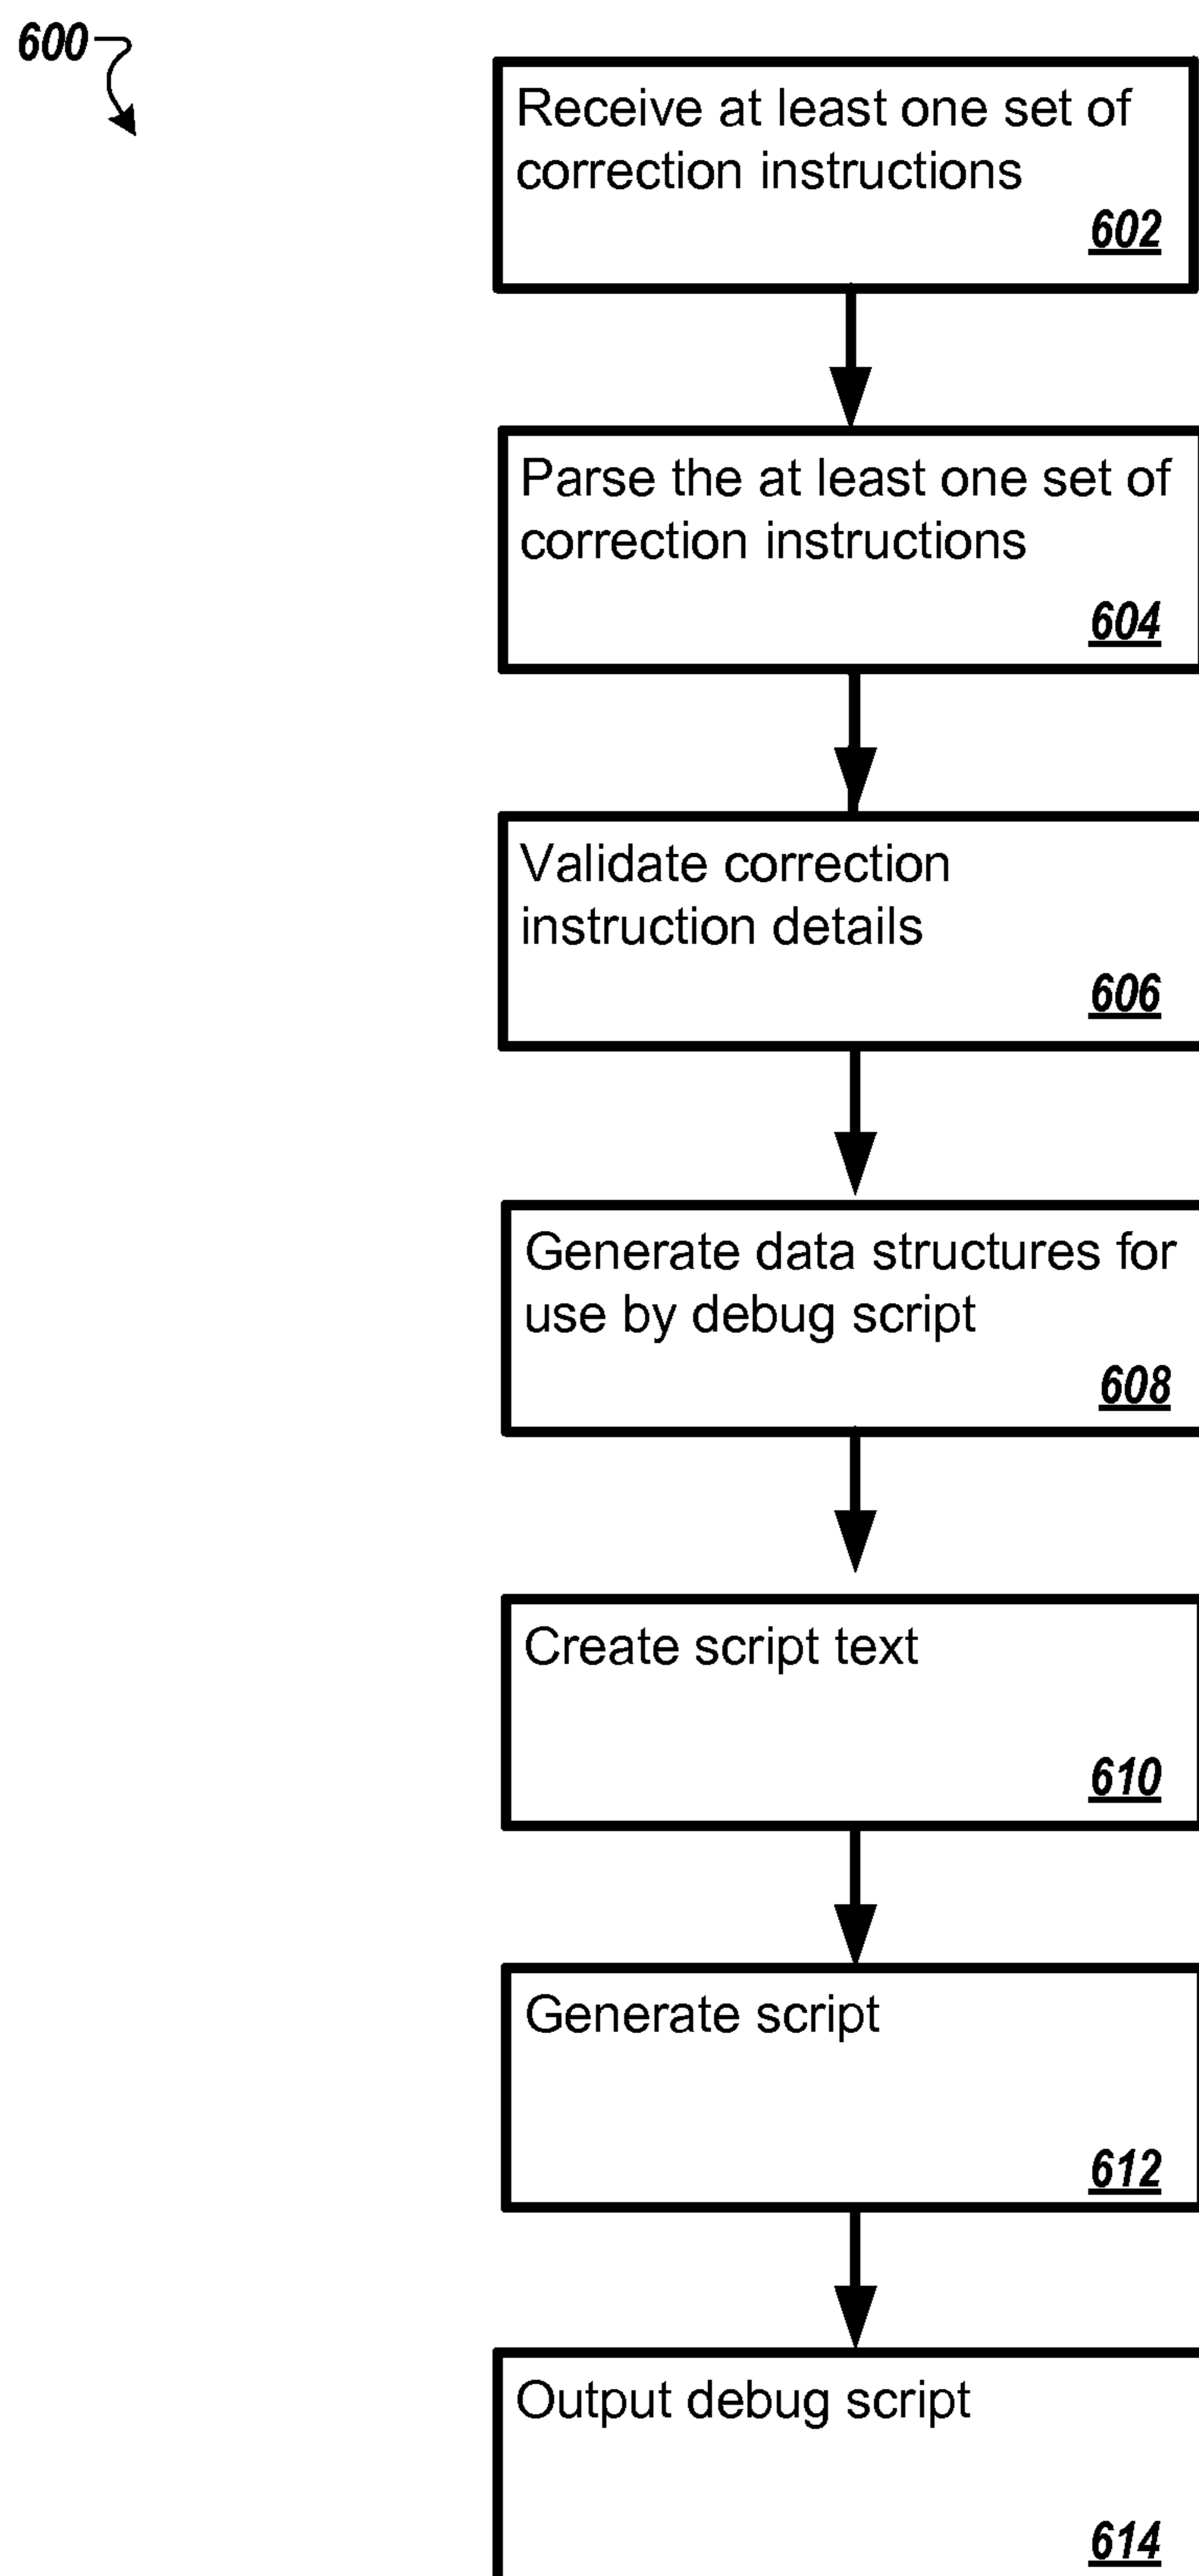 600
Receive at least one set of
correction instructions
602
Parse the at least one set of
correction instructions
604
Validate correction
instruction details
606
Generate data structures for
use by debug script
608
Create script text
610
Generate script
612
Output debug script
614